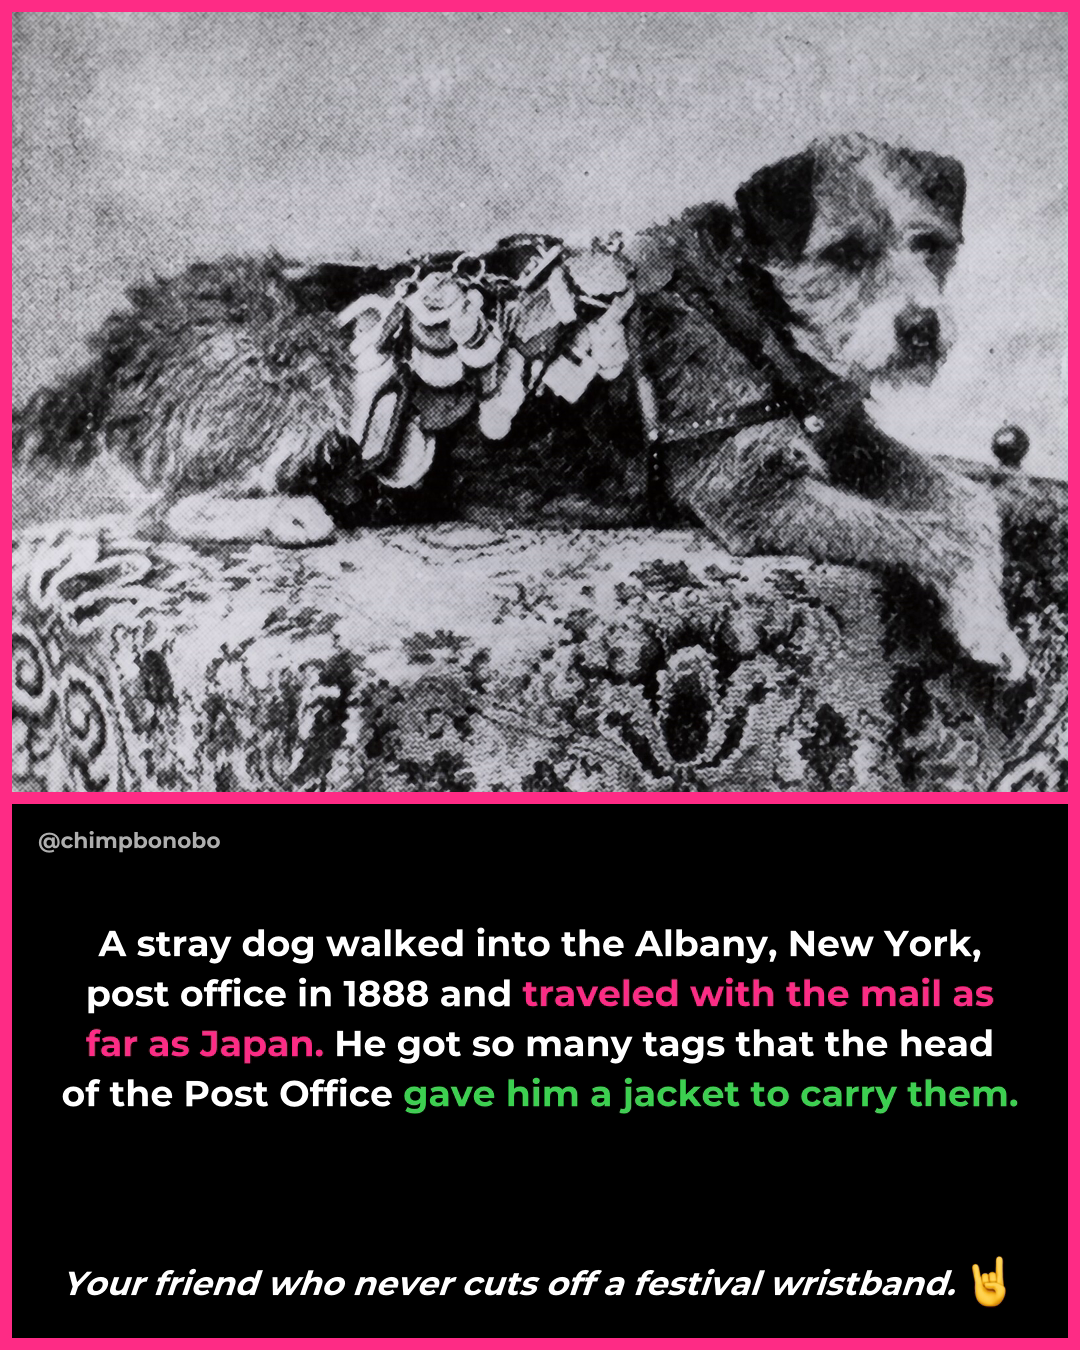 @chimpbonobo
A stray dog walked into the Albany, New York,
post office in 1888 and traveled with the mail as
far as Japan. He got so many tags that the head
of the Post Office gave him a jacket to carry them.
Your friend who never cuts off a festival wristband. 🤘